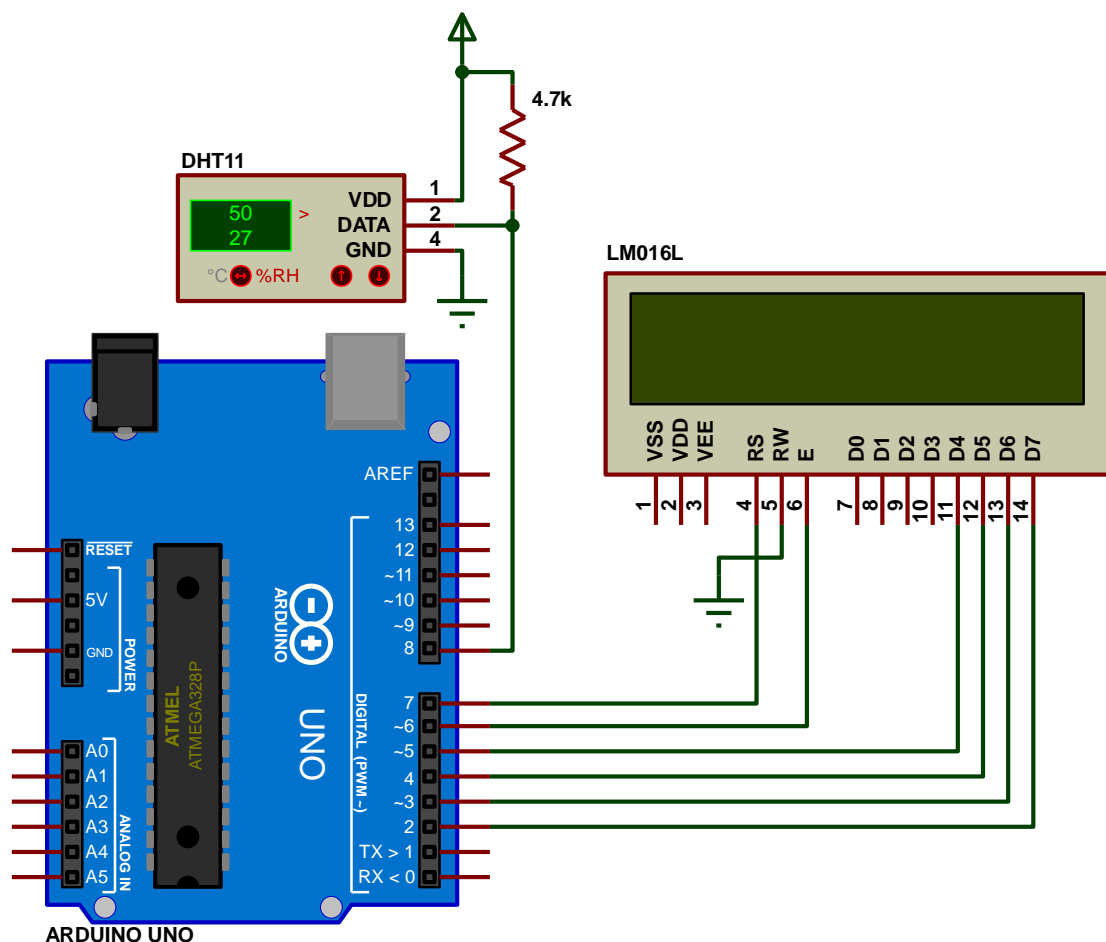 4.7k
DHT11
50
27
>
°C %RH
VDD
DATA
GND
1
2
4
LM016L
VSS
VDD
VEE
RS
RW
E
D0
D1
D2
D3
D4
D5
D6
D7
1
2
3
4
5
6
7
8
9
10
11
12
13
14
AREF
13
12
~11
~10
~9
8
7
~6
~5
4
~3
2
TX > 1
RX < 0
DIGITAL (PWM ~)
RESET
5V
GND
POWER
A0
A1
A2
A3
A4
A5
ANALOG IN
ATMEL
ATMEGA328P
ARDUINO
UNO
ARDUINO UNO